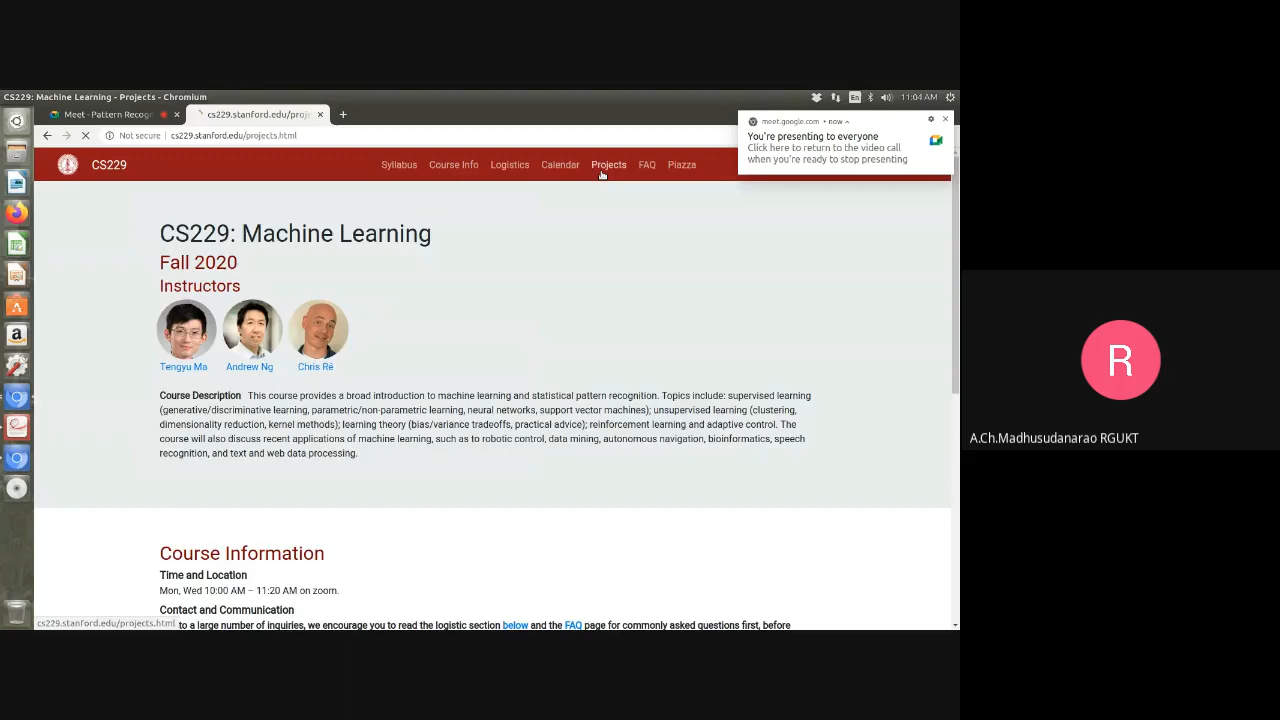 CS229: Machine Learning - Projects - Chromium
En
11:04 AM
Meet - Pattern Recogn
cs229.stanford.edu/proje
Not secure
cs229.stanford.edu/projects.html
meet.google.com • now
You're presenting to everyone
Click here to return to the video call
when you're ready to stop presenting
CS229
Syllabus
Course Info
Logistics
Calendar
Projects
FAQ
Piazza
CS229: Machine Learning
Fall 2020
Instructors
Tengyu Ma
Andrew Ng
Chris Ré
Course Description This course provides a broad introduction to machine learning and statistical pattern recognition. Topics include: supervised learning
(generative/discriminative learning, parametric/non-parametric learning, neural networks, support vector machines); unsupervised learning (clustering,
dimensionality reduction, kernel methods); learning theory (bias/variance tradeoffs, practical advice); reinforcement learning and adaptive control. The
course will also discuss recent applications of machine learning, such as to robotic control, data mining, autonomous navigation, bioinformatics, speech
recognition, and text and web data processing.
Course Information
Time and Location
Mon, Wed 10:00 AM – 11:20 AM on zoom.
Contact and Communication
to a large number of inquiries, we encourage you to read the logistic section below and the FAQ page for commonly asked questions first, before
cs229.stanford.edu/projects.html
R
A.Ch.Madhusudanarao RGUKT